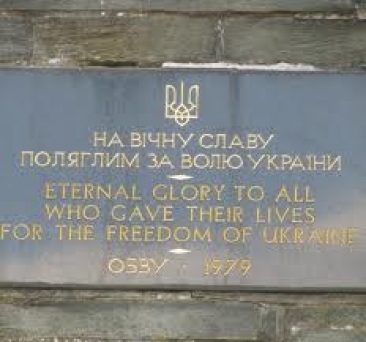 НА ВІЧНУ СЛАВУ
ПОЛЯГЛИМ ЗА ВОЛЮ УКРАЇНИ
ETERNAL GLORY TO ALL
WHO GAVE THEIR LIVES
FOR THE FREEDOM OF UKRAINE
ОБВУ · 1979